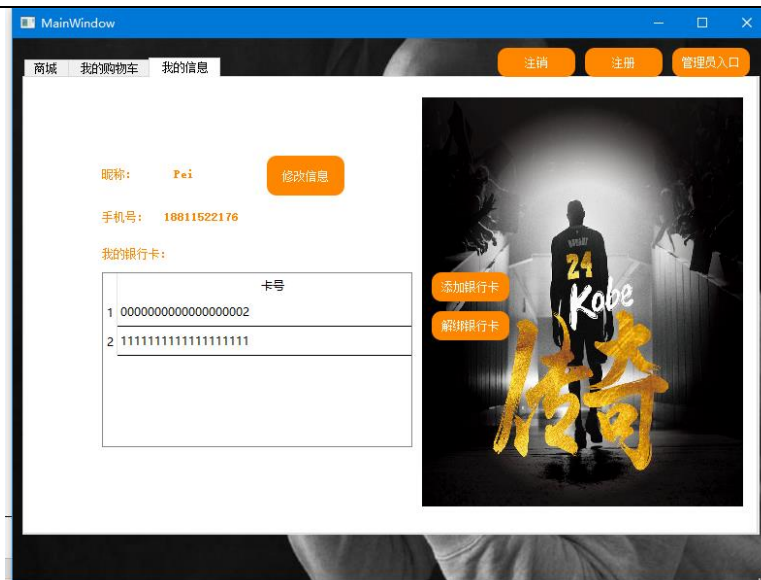 MainWindow
商城 我的购物车 我的信息 注销 注册 管理员入口
昵称： Pei 修改信息
手机号： 18811522176
我的银行卡：
卡号
1 0000000000000000002
2 1111111111111111111
添加银行卡
解绑银行卡
BRYANT
24
Kobe
传奇